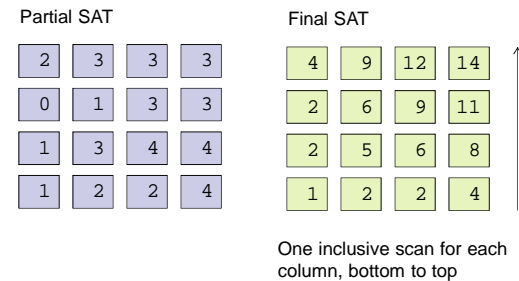 Partial SAT
2 3 3 3
0 1 3 3
1 3 4 4
1 2 2 4
Final SAT
4 9 12 14
2 6 9 11
2 5 6 8
1 2 2 4
One inclusive scan for each
column, bottom to top